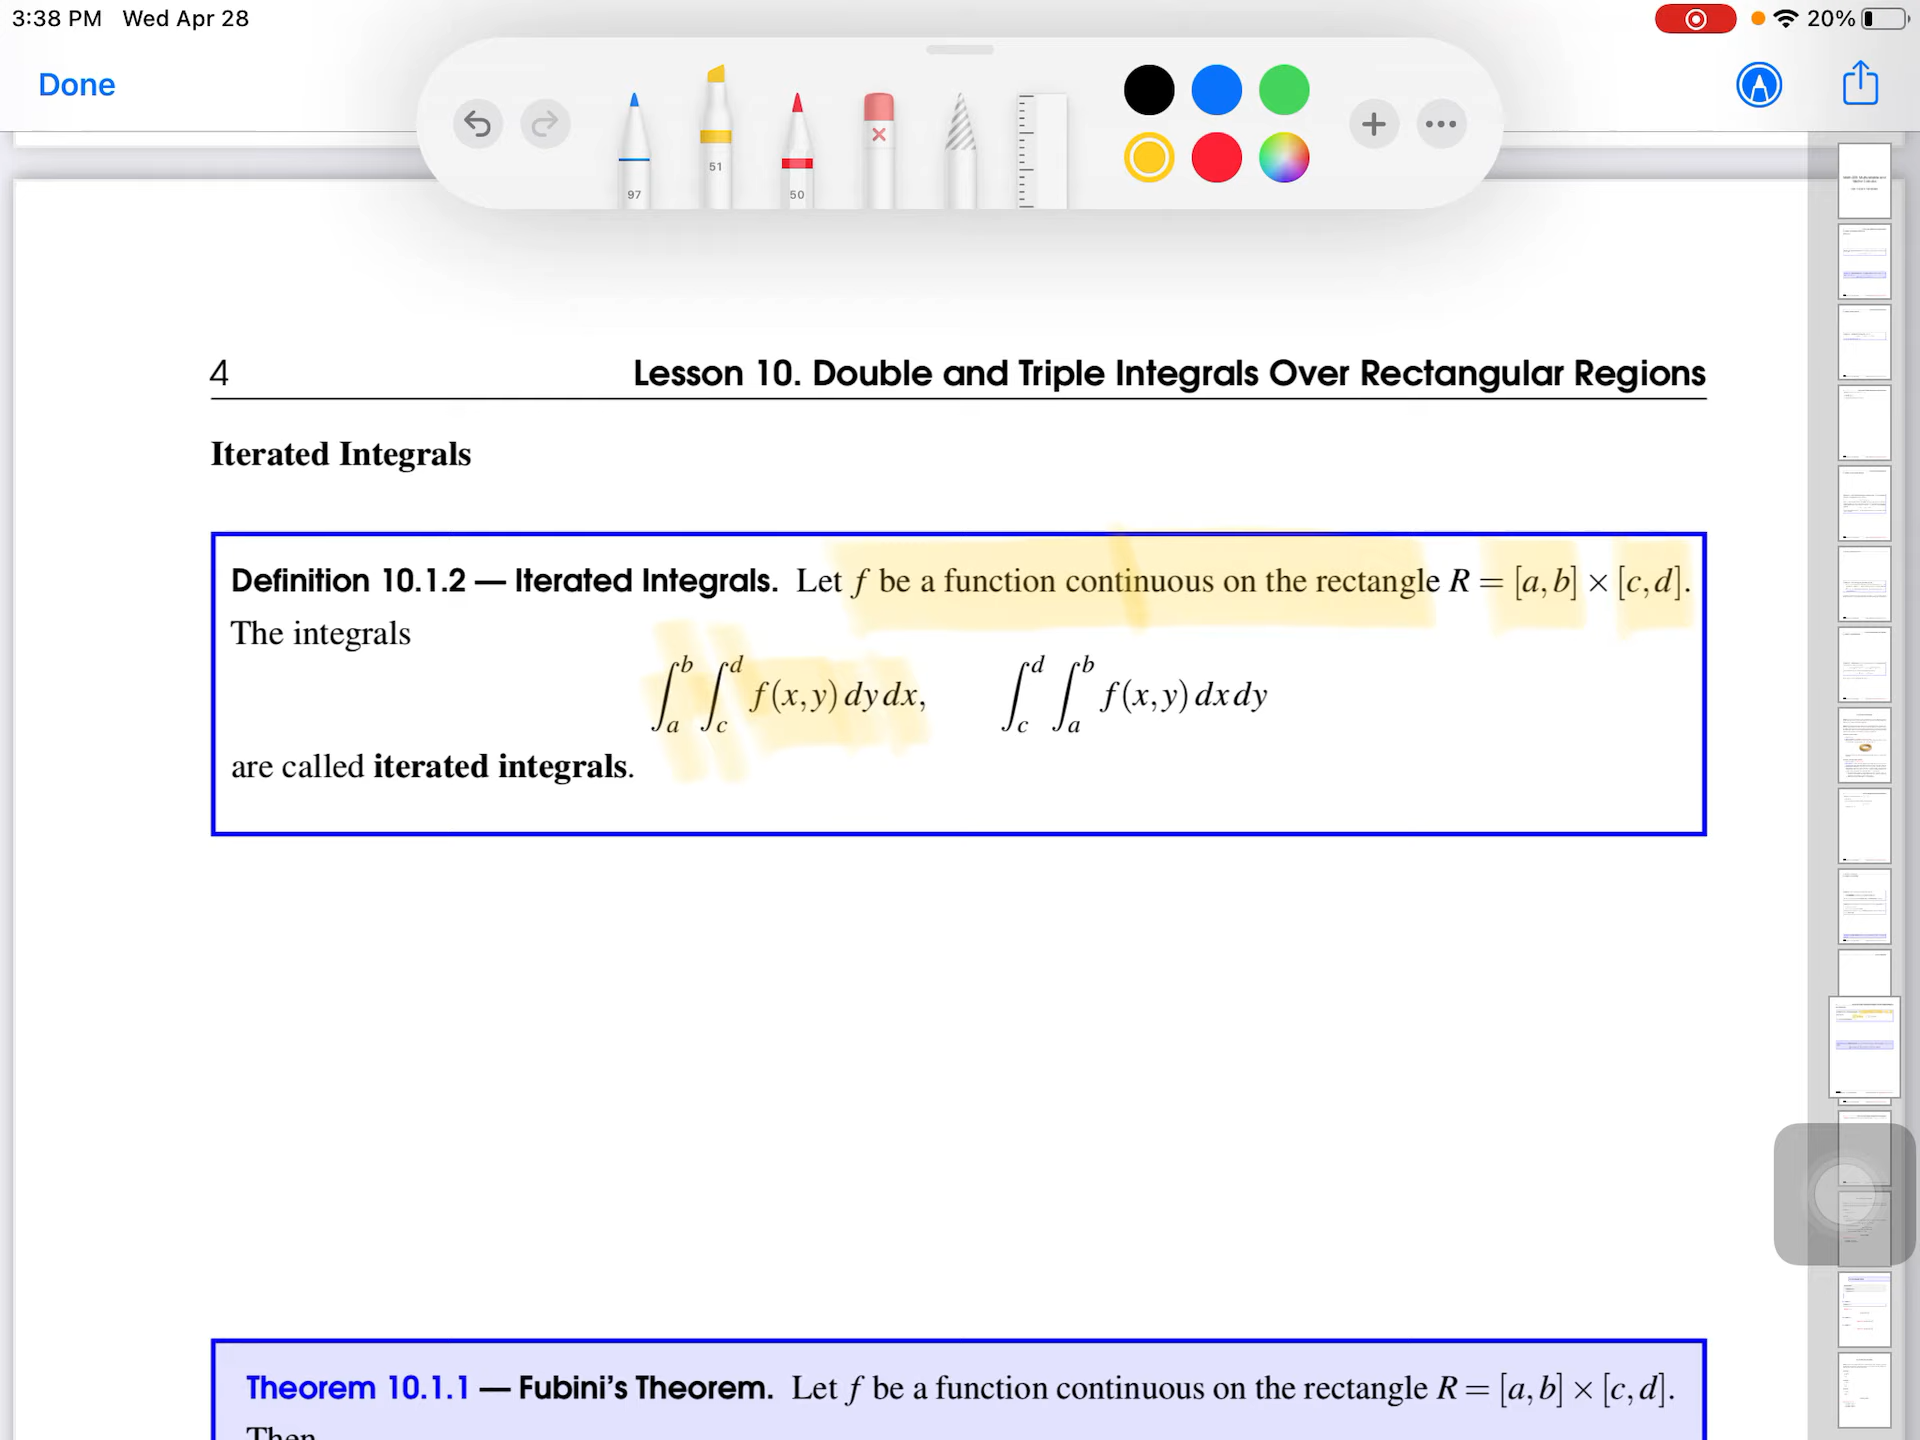 3:38 PM Wed Apr 28
20%
Done
97
51
50
4
Lesson 10. Double and Triple Integrals Over Rectangular Regions
Iterated Integrals
Definition 10.1.2 — Iterated Integrals. Let f be a function continuous on the rectangle R = [a,b] × [c,d].
The integrals
∫_a^b ∫_c^d f(x,y) dy dx, ∫_c^d ∫_a^b f(x,y) dx dy
are called iterated integrals.
Theorem 10.1.1 — Fubini's Theorem. Let f be a function continuous on the rectangle R = [a,b] × [c,d].
Then